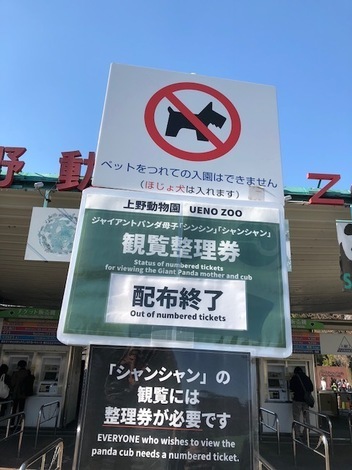 野動
Z
ペットをつれての入園はできません
(ほじょ犬は入れます)
上野動物園 UENO ZOO
ジャイアントパンダ母子「シンシン」「シャンシャン」
観覧整理券
Status of numbered tickets
for viewing the Giant Panda mother and cub
配布終了
Out of numbered tickets
「シャンシャン」の
観覧には
整理券が必要です
EVERYONE who wishes to view the
panda cub needs a numbered ticket.